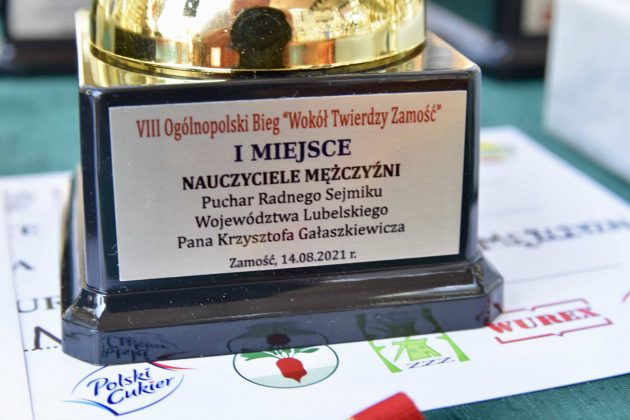 VIII Ogólnopolski Bieg "Wokół Twierdzy Zamość"
I MIEJSCE
NAUCZYCIELE MĘŻCZYŹNI
Puchar Radnego Sejmiku
Województwa Lubelskiego
Pana Krzysztofa Gałaszkiewicza
Zamość, 14.08.2021 r.
Polski
Cukier
ZZZ
WUREX